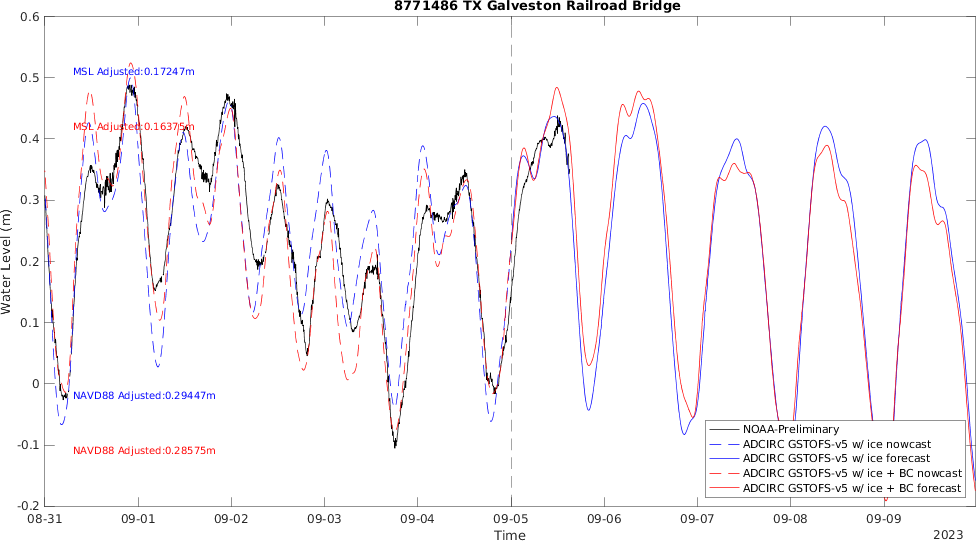 8771486 TX Galveston Railroad Bridge
0.6
0.5
0.4
0.3
0.2
0.1
0
-0.1
-0.2
Water Level (m)
MSL Adjusted:0.17247m
MSL Adjusted:0.16375m
NAVD88 Adjusted:0.29447m
NAVD88 Adjusted:0.28575m
NOAA-Preliminary
ADCIRC GSTOFS-v5 w/ ice nowcast
ADCIRC GSTOFS-v5 w/ ice forecast
ADCIRC GSTOFS-v5 w/ ice + BC nowcast
ADCIRC GSTOFS-v5 w/ ice + BC forecast
08-31 09-01 09-02 09-03 09-04 09-05 09-06 09-07 09-08 09-09
Time
2023